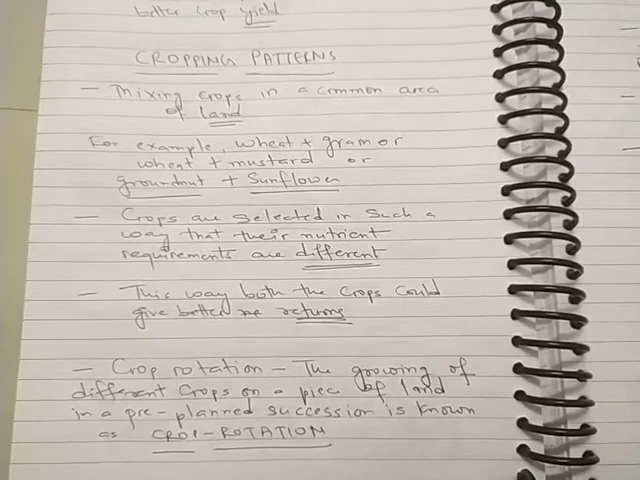 better crop yield
CROPPING PATTERNS
- Mixing crops in a common area
of land
For example, wheat + gram or
wheat + mustard or
groundnut + sunflower
- Crops are selected in such a
way that their nutrient
requirements are different
- This way both the crops could
give better re returns
- Crop rotation - The growing of
different crops on a piec of land
in a pre-planned succession is known
as CROP-ROTATION